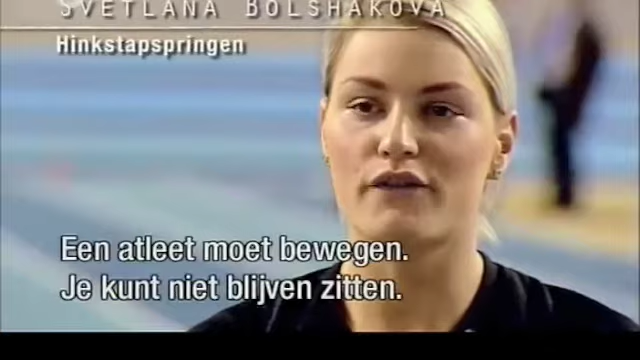 SVETLANA BOLSHAKOVA
Hinkstapspringen
Een atleet moet bewegen.
Je kunt niet blijven zitten.